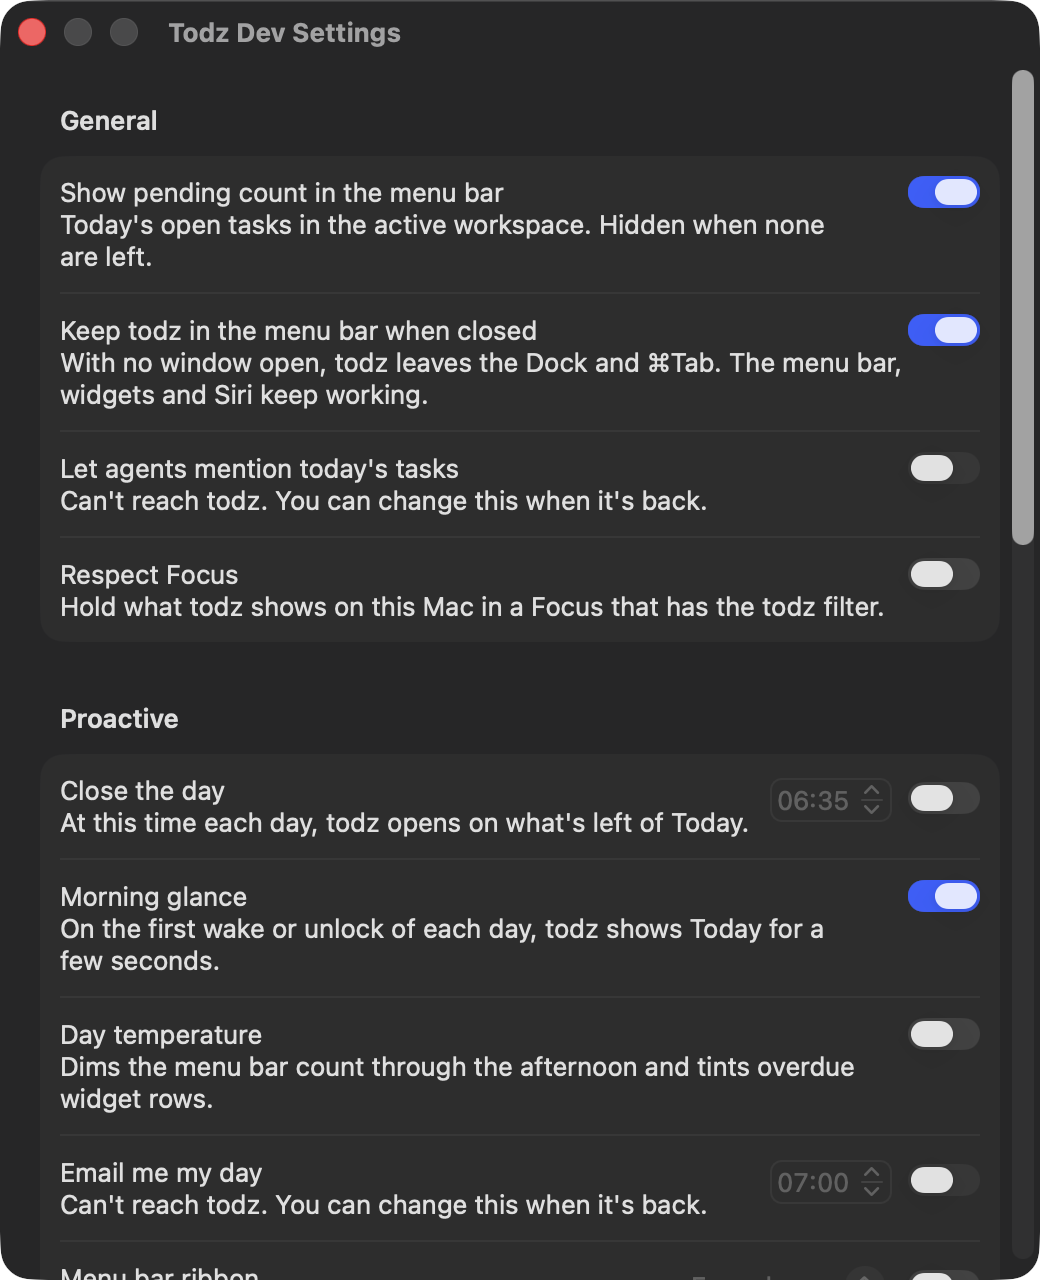 Todz Dev Settings
General
Show pending count in the menu bar
Today's open tasks in the active workspace. Hidden when none
are left.
Keep todz in the menu bar when closed
With no window open, todz leaves the Dock and ⌘Tab. The menu bar,
widgets and Siri keep working.
Let agents mention today's tasks
Can't reach todz. You can change this when it's back.
Respect Focus
Hold what todz shows on this Mac in a Focus that has the todz filter.
Proactive
Close the day
06:35
At this time each day, todz opens on what's left of Today.
Morning glance
On the first wake or unlock of each day, todz shows Today for a
few seconds.
Day temperature
Dims the menu bar count through the afternoon and tints overdue
widget rows.
Email me my day
07:00
Can't reach todz. You can change this when it's back.
Menu bar ribbon